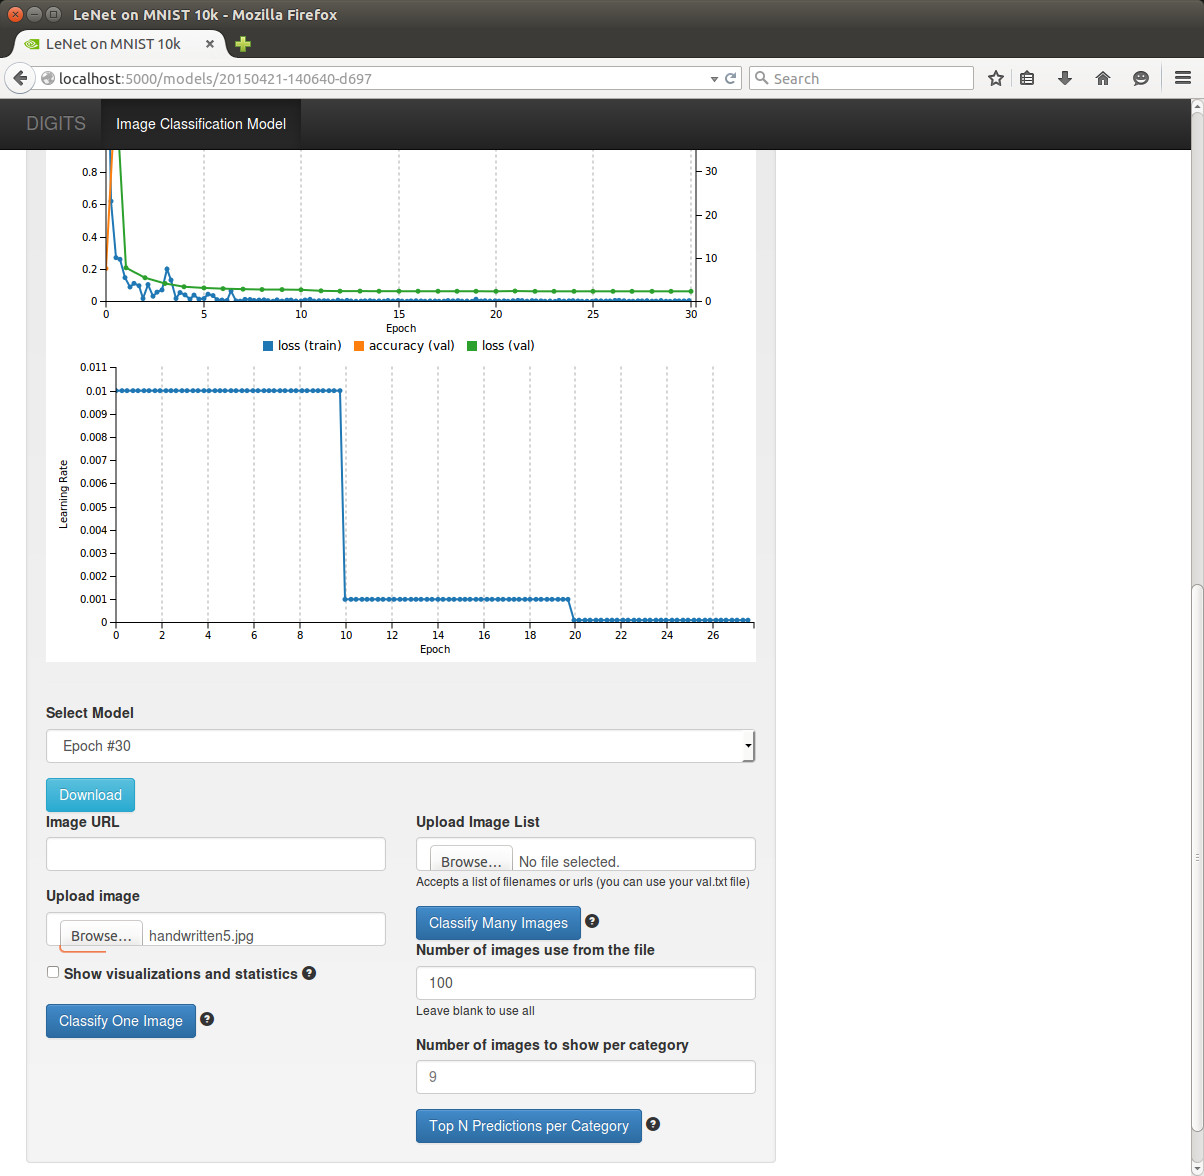 LeNet on MNIST 10k - Mozilla Firefox
LeNet on MNIST 10k
localhost:5000/models/20150421-140640-d697
Search
DIGITS Image Classification Model
0.8
0.6
0.4
0.2
0
30
20
10
0
0 5 10 15 20 25 30
Epoch
loss (train) accuracy (val) loss (val)
0.011
0.01
0.009
0.008
0.007
0.006
0.005
0.004
0.003
0.002
0.001
0
Learning Rate
0 2 4 6 8 10 12 14 16 18 20 22 24 26
Epoch
Select Model
Epoch #30
Download
Image URL
Upload image
Browse... handwritten5.jpg
Show visualizations and statistics ?
Classify One Image ?
Upload Image List
Browse... No file selected.
Accepts a list of filenames or urls (you can use your val.txt file)
Classify Many Images ?
Number of images use from the file
100
Leave blank to use all
Number of images to show per category
9
Top N Predictions per Category ?